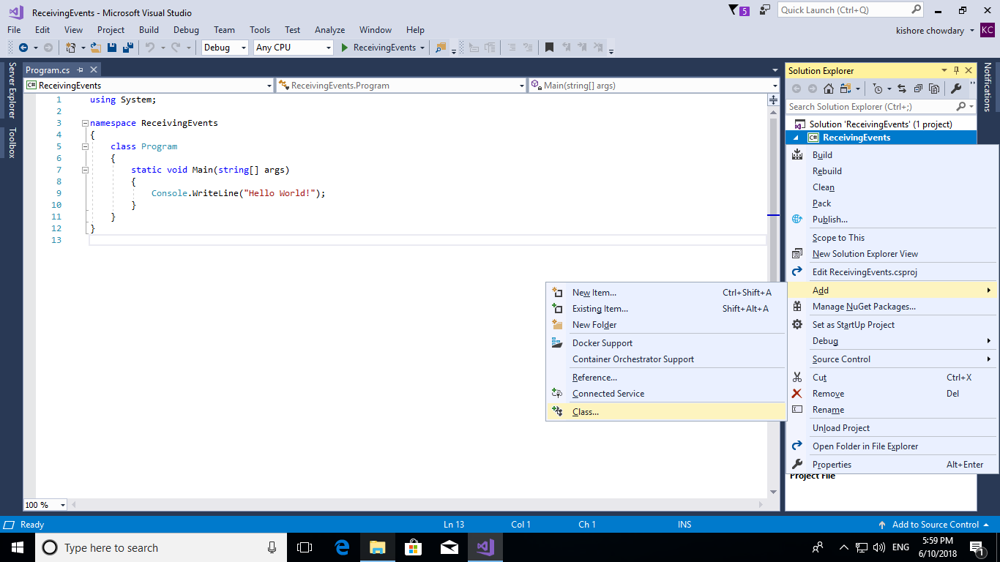 ReceivingEvents - Microsoft Visual Studio
5
Quick Launch (Ctrl+Q)
File Edit View Project Build Debug Team Tools Test Analyze Window Help
kishore chowdary KC
Debug Any CPU ReceivingEvents
Server Explorer
Toolbox
Program.cs
ReceivingEvents ReceivingEvents.Program Main(string[] args)
1 using System;
2
3 namespace ReceivingEvents
4 {
5 class Program
6 {
7 static void Main(string[] args)
8 {
9 Console.WriteLine("Hello World!");
10 }
11 }
12 }
13
100 %
Solution Explorer
Search Solution Explorer (Ctrl+;)
Solution 'ReceivingEvents' (1 project)
C# ReceivingEvents
Notifications
Build
Rebuild
Clean
Pack
Publish...
Scope to This
New Solution Explorer View
Edit ReceivingEvents.csproj
Add
Manage NuGet Packages...
Set as StartUp Project
Debug
Source Control
Cut Ctrl+X
Remove Del
Rename
Unload Project
Open Folder in File Explorer
Properties Alt+Enter
Project File
New Item... Ctrl+Shift+A
Existing Item... Shift+Alt+A
New Folder
Docker Support
Container Orchestrator Support
Reference...
Connected Service
Class...
Ready Ln 13 Col 1 Ch 1 INS Add to Source Control
Type here to search
ENG
5:59 PM
6/10/2018
1